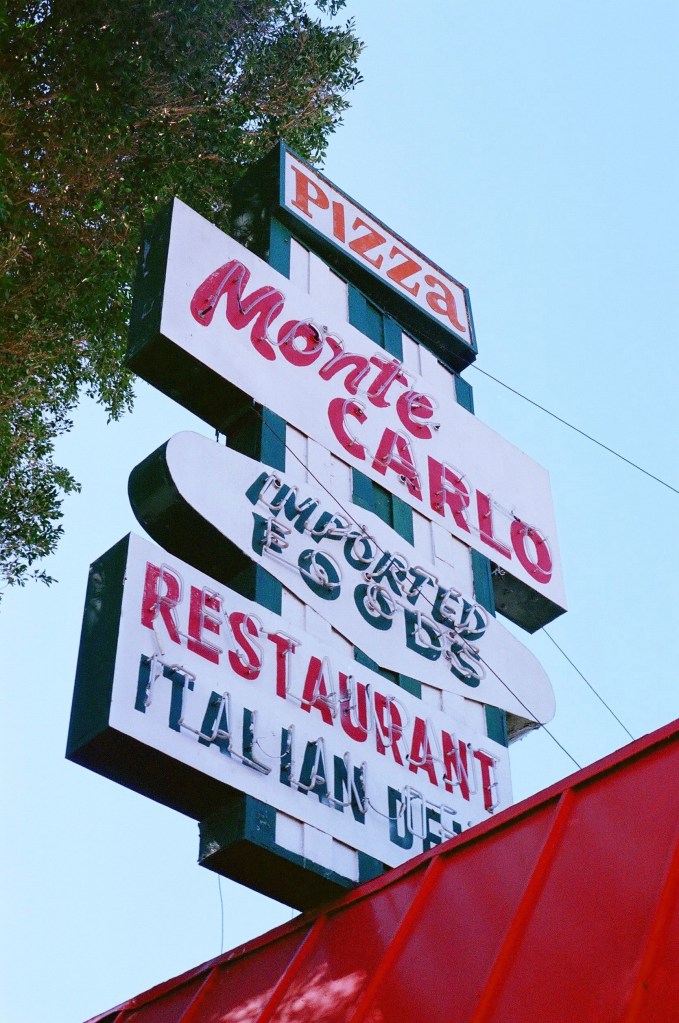 PIZZa
Monte
CARLO
IMPORTED
FOODS
RESTAURANT
ITALIAN